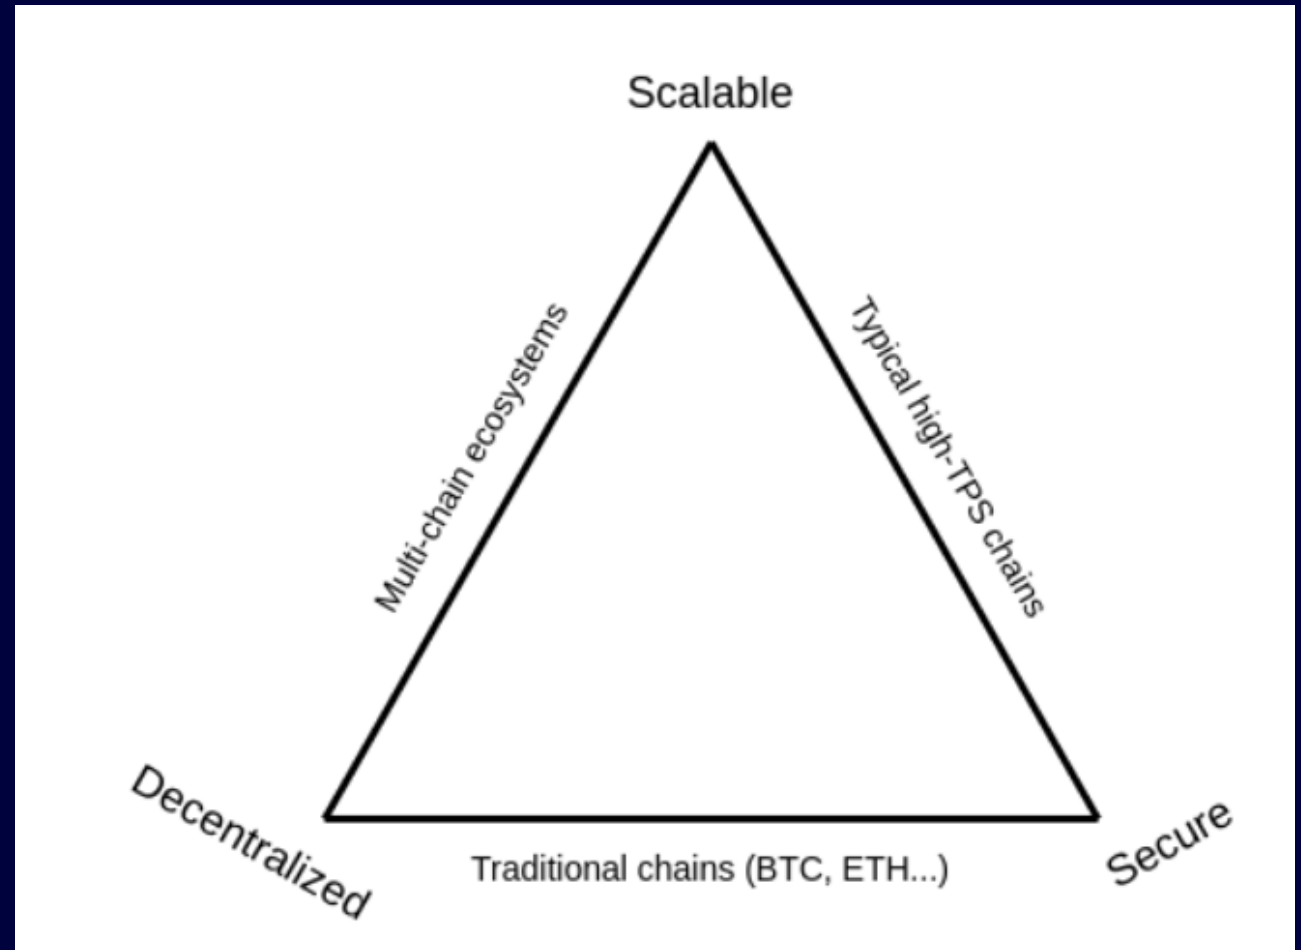 Scalable
Multi-chain ecosystems
Typical high-TPS chains
Decentralized
Secure
Traditional chains (BTC, ETH...)